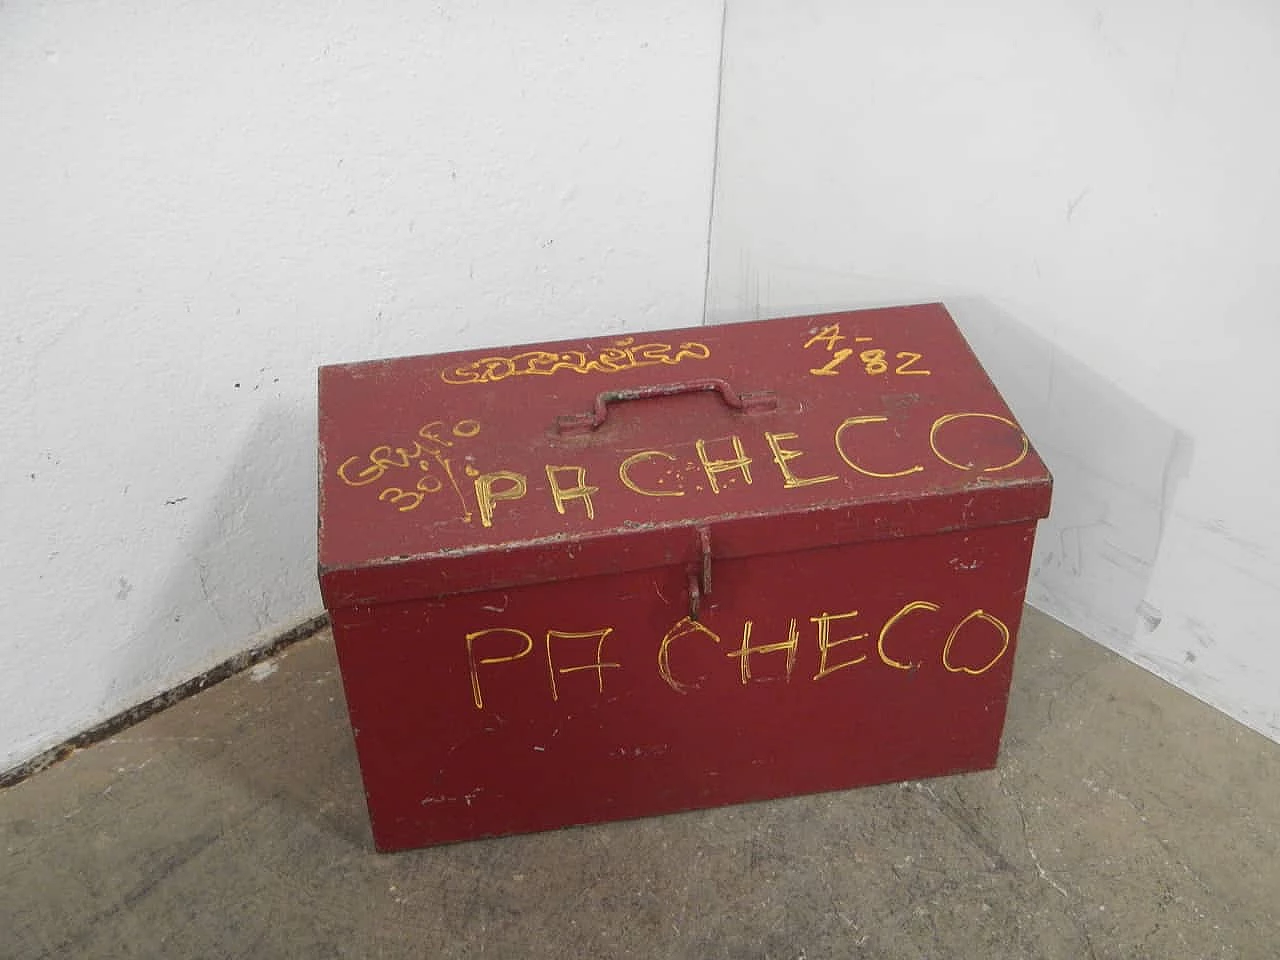 A-
182
GRUPO
30%
PACHECO
PACHECO